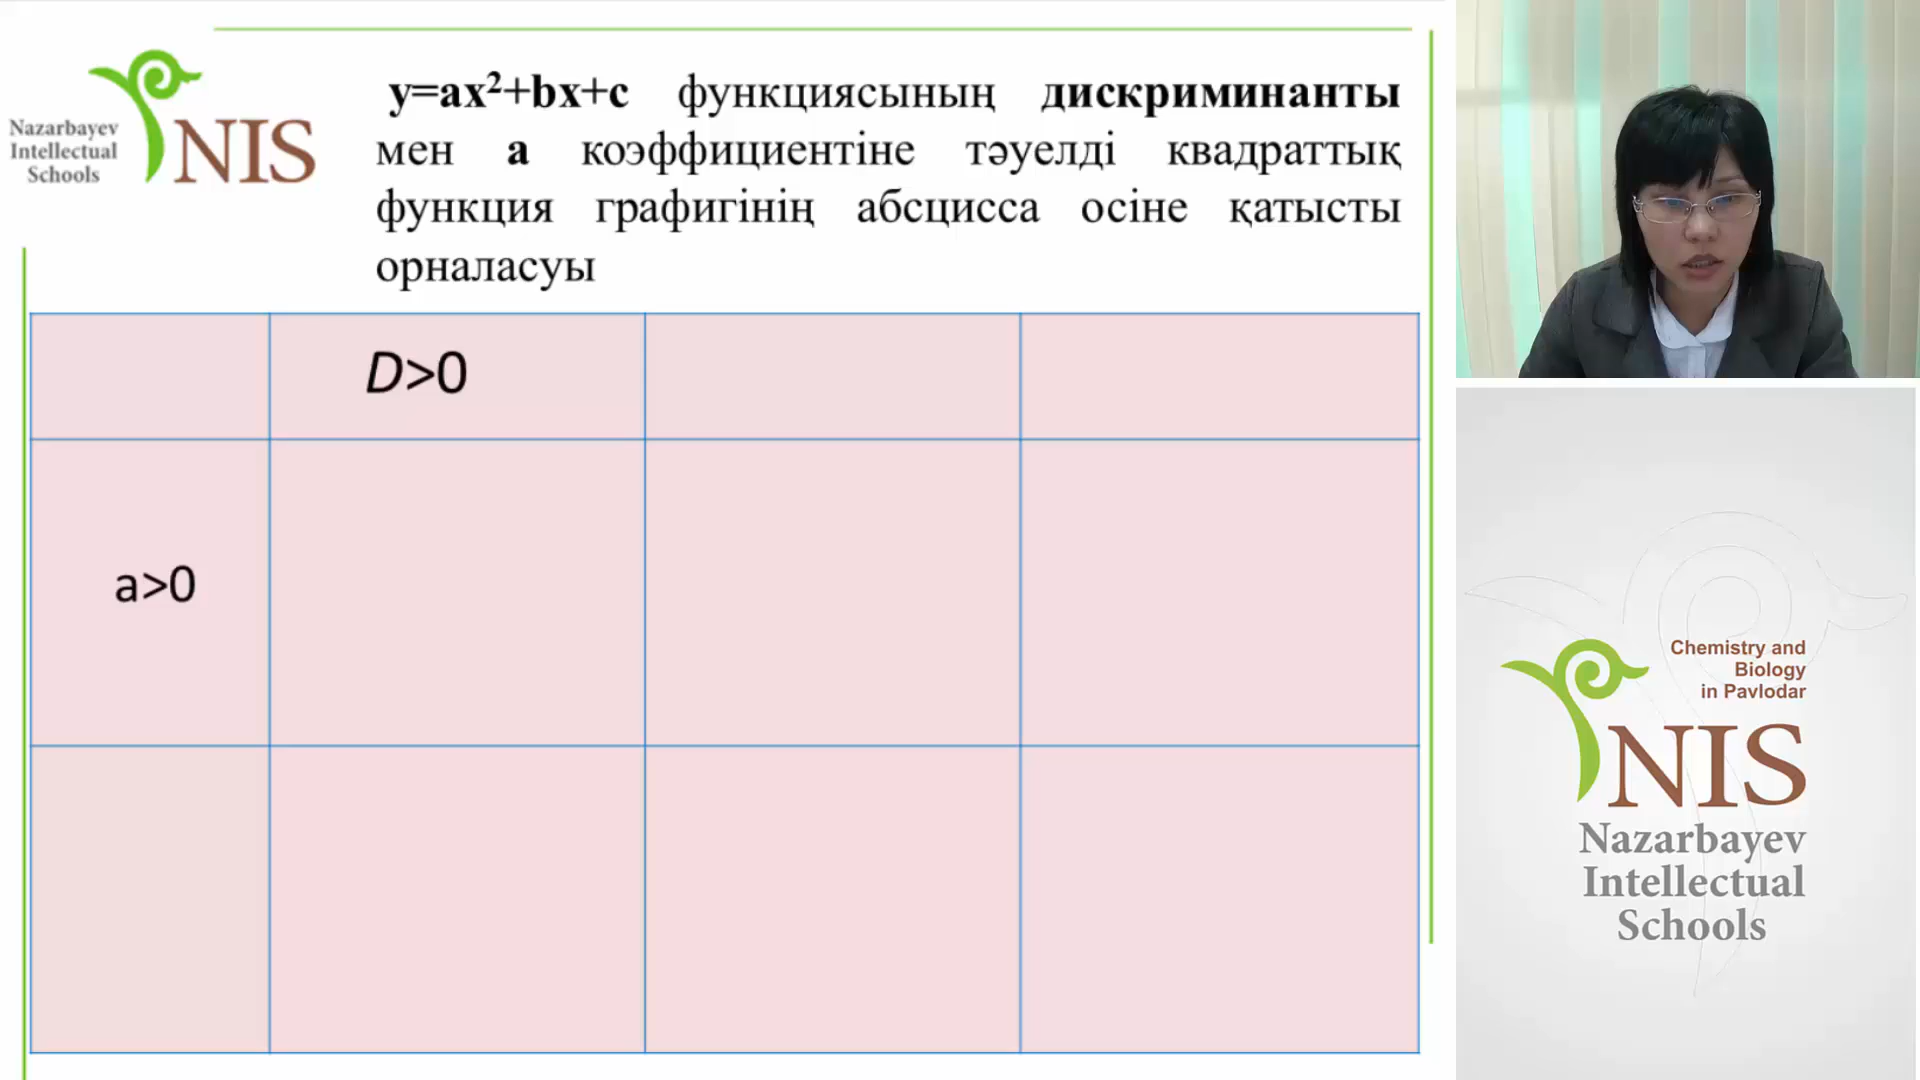 Nazarbayev
Intellectual
Schools
NIS
y=ax²+bx+c функциясының дискриминанты
мен a коэффициентіне тәуелді квадраттық
функция графигінің абсцисса осіне қатысты
орналасуы
D>0
a>0
Chemistry and
Biology
in Pavlodar
NIS
Nazarbayev
Intellectual
Schools